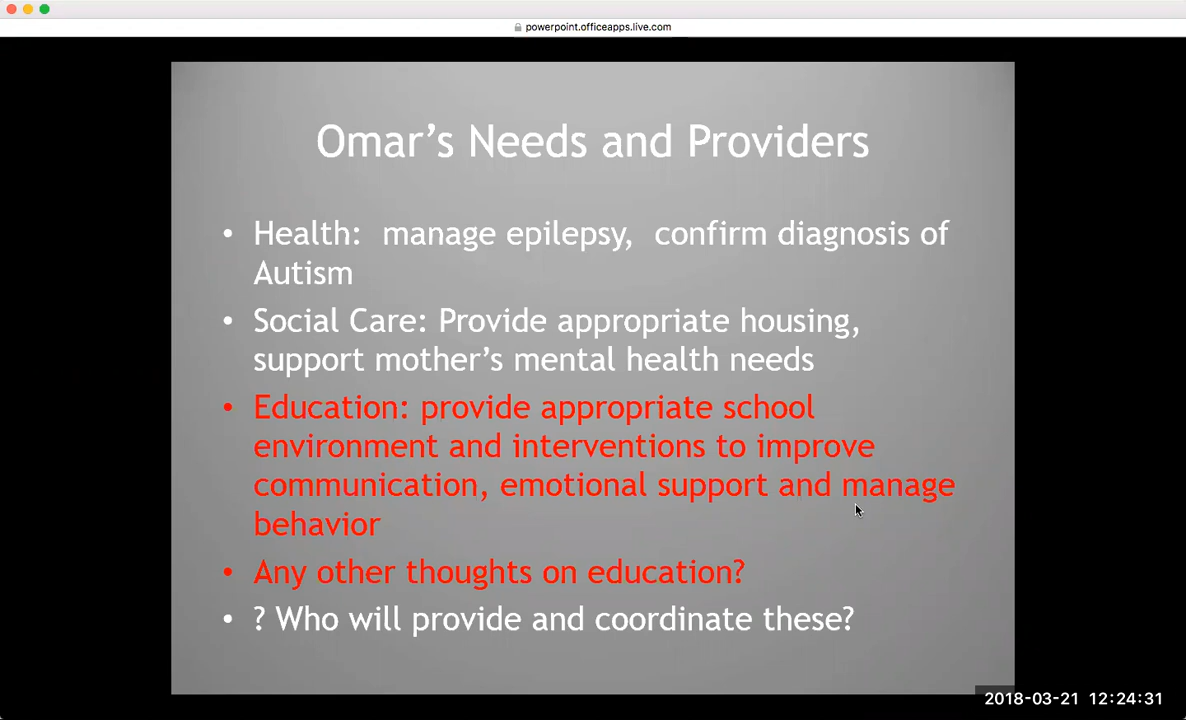 powerpoint.officeapps.live.com
Omar's Needs and Providers
• Health:  manage epilepsy,  confirm diagnosis of
Autism
• Social Care: Provide appropriate housing,
support mother's mental health needs
• Education: provide appropriate school
environment and interventions to improve
communication, emotional support and manage
behavior
• Any other thoughts on education?
• ? Who will provide and coordinate these?
2018-03-21 12:24:31